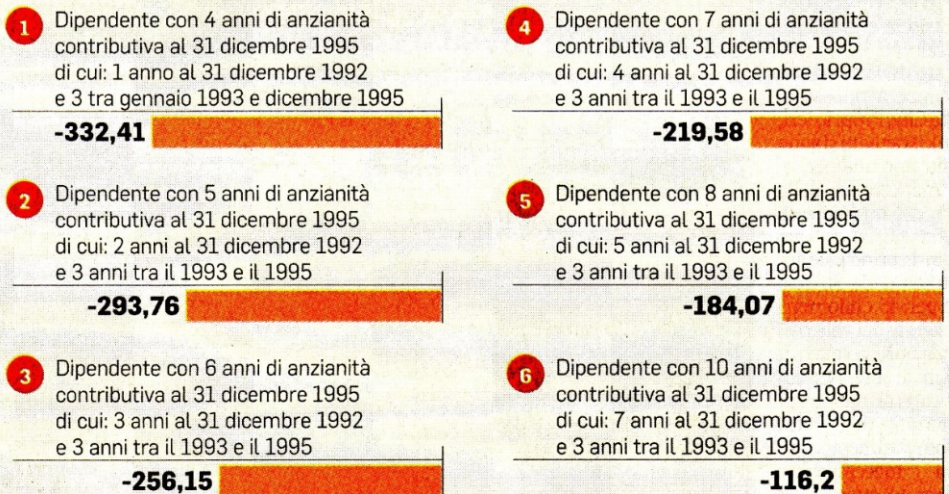 1
Dipendente con 4 anni di anzianità
contributiva al 31 dicembre 1995
di cui: 1 anno al 31 dicembre 1992
e 3 tra gennaio 1993 e dicembre 1995
-332,41
2
Dipendente con 5 anni di anzianità
contributiva al 31 dicembre 1995
di cui: 2 anni al 31 dicembre 1992
e 3 anni tra il 1993 e il 1995
-293,76
3
Dipendente con 6 anni di anzianità
contributiva al 31 dicembre 1995
di cui: 3 anni al 31 dicembre 1992
e 3 anni tra il 1993 e il 1995
-256,15
4
Dipendente con 7 anni di anzianità
contributiva al 31 dicembre 1995
di cui: 4 anni al 31 dicembre 1992
e 3 anni tra il 1993 e il 1995
-219,58
5
Dipendente con 8 anni di anzianità
contributiva al 31 dicembre 1995
di cui: 5 anni al 31 dicembre 1992
e 3 anni tra il 1993 e il 1995
-184,07
6
Dipendente con 10 anni di anzianità
contributiva al 31 dicembre 1995
di cui: 7 anni al 31 dicembre 1992
e 3 anni tra il 1993 e il 1995
-116,2